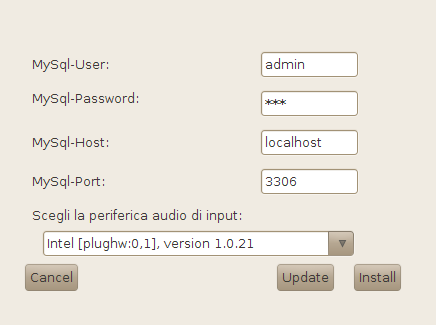 MySql-User: admin
MySql-Password: ***
MySql-Host: localhost
MySql-Port: 3306
Scegli la periferica audio di input:
Intel [plughw:0,1], version 1.0.21
Cancel Update Install